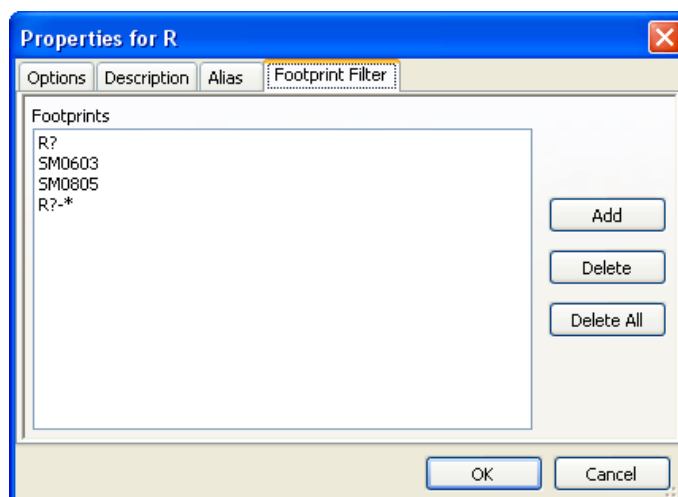 Properties for R
Options Description Alias Footprint Filter
Footprints
R?
SM0603
SM0805
R?-*
Add
Delete
Delete All
OK Cancel